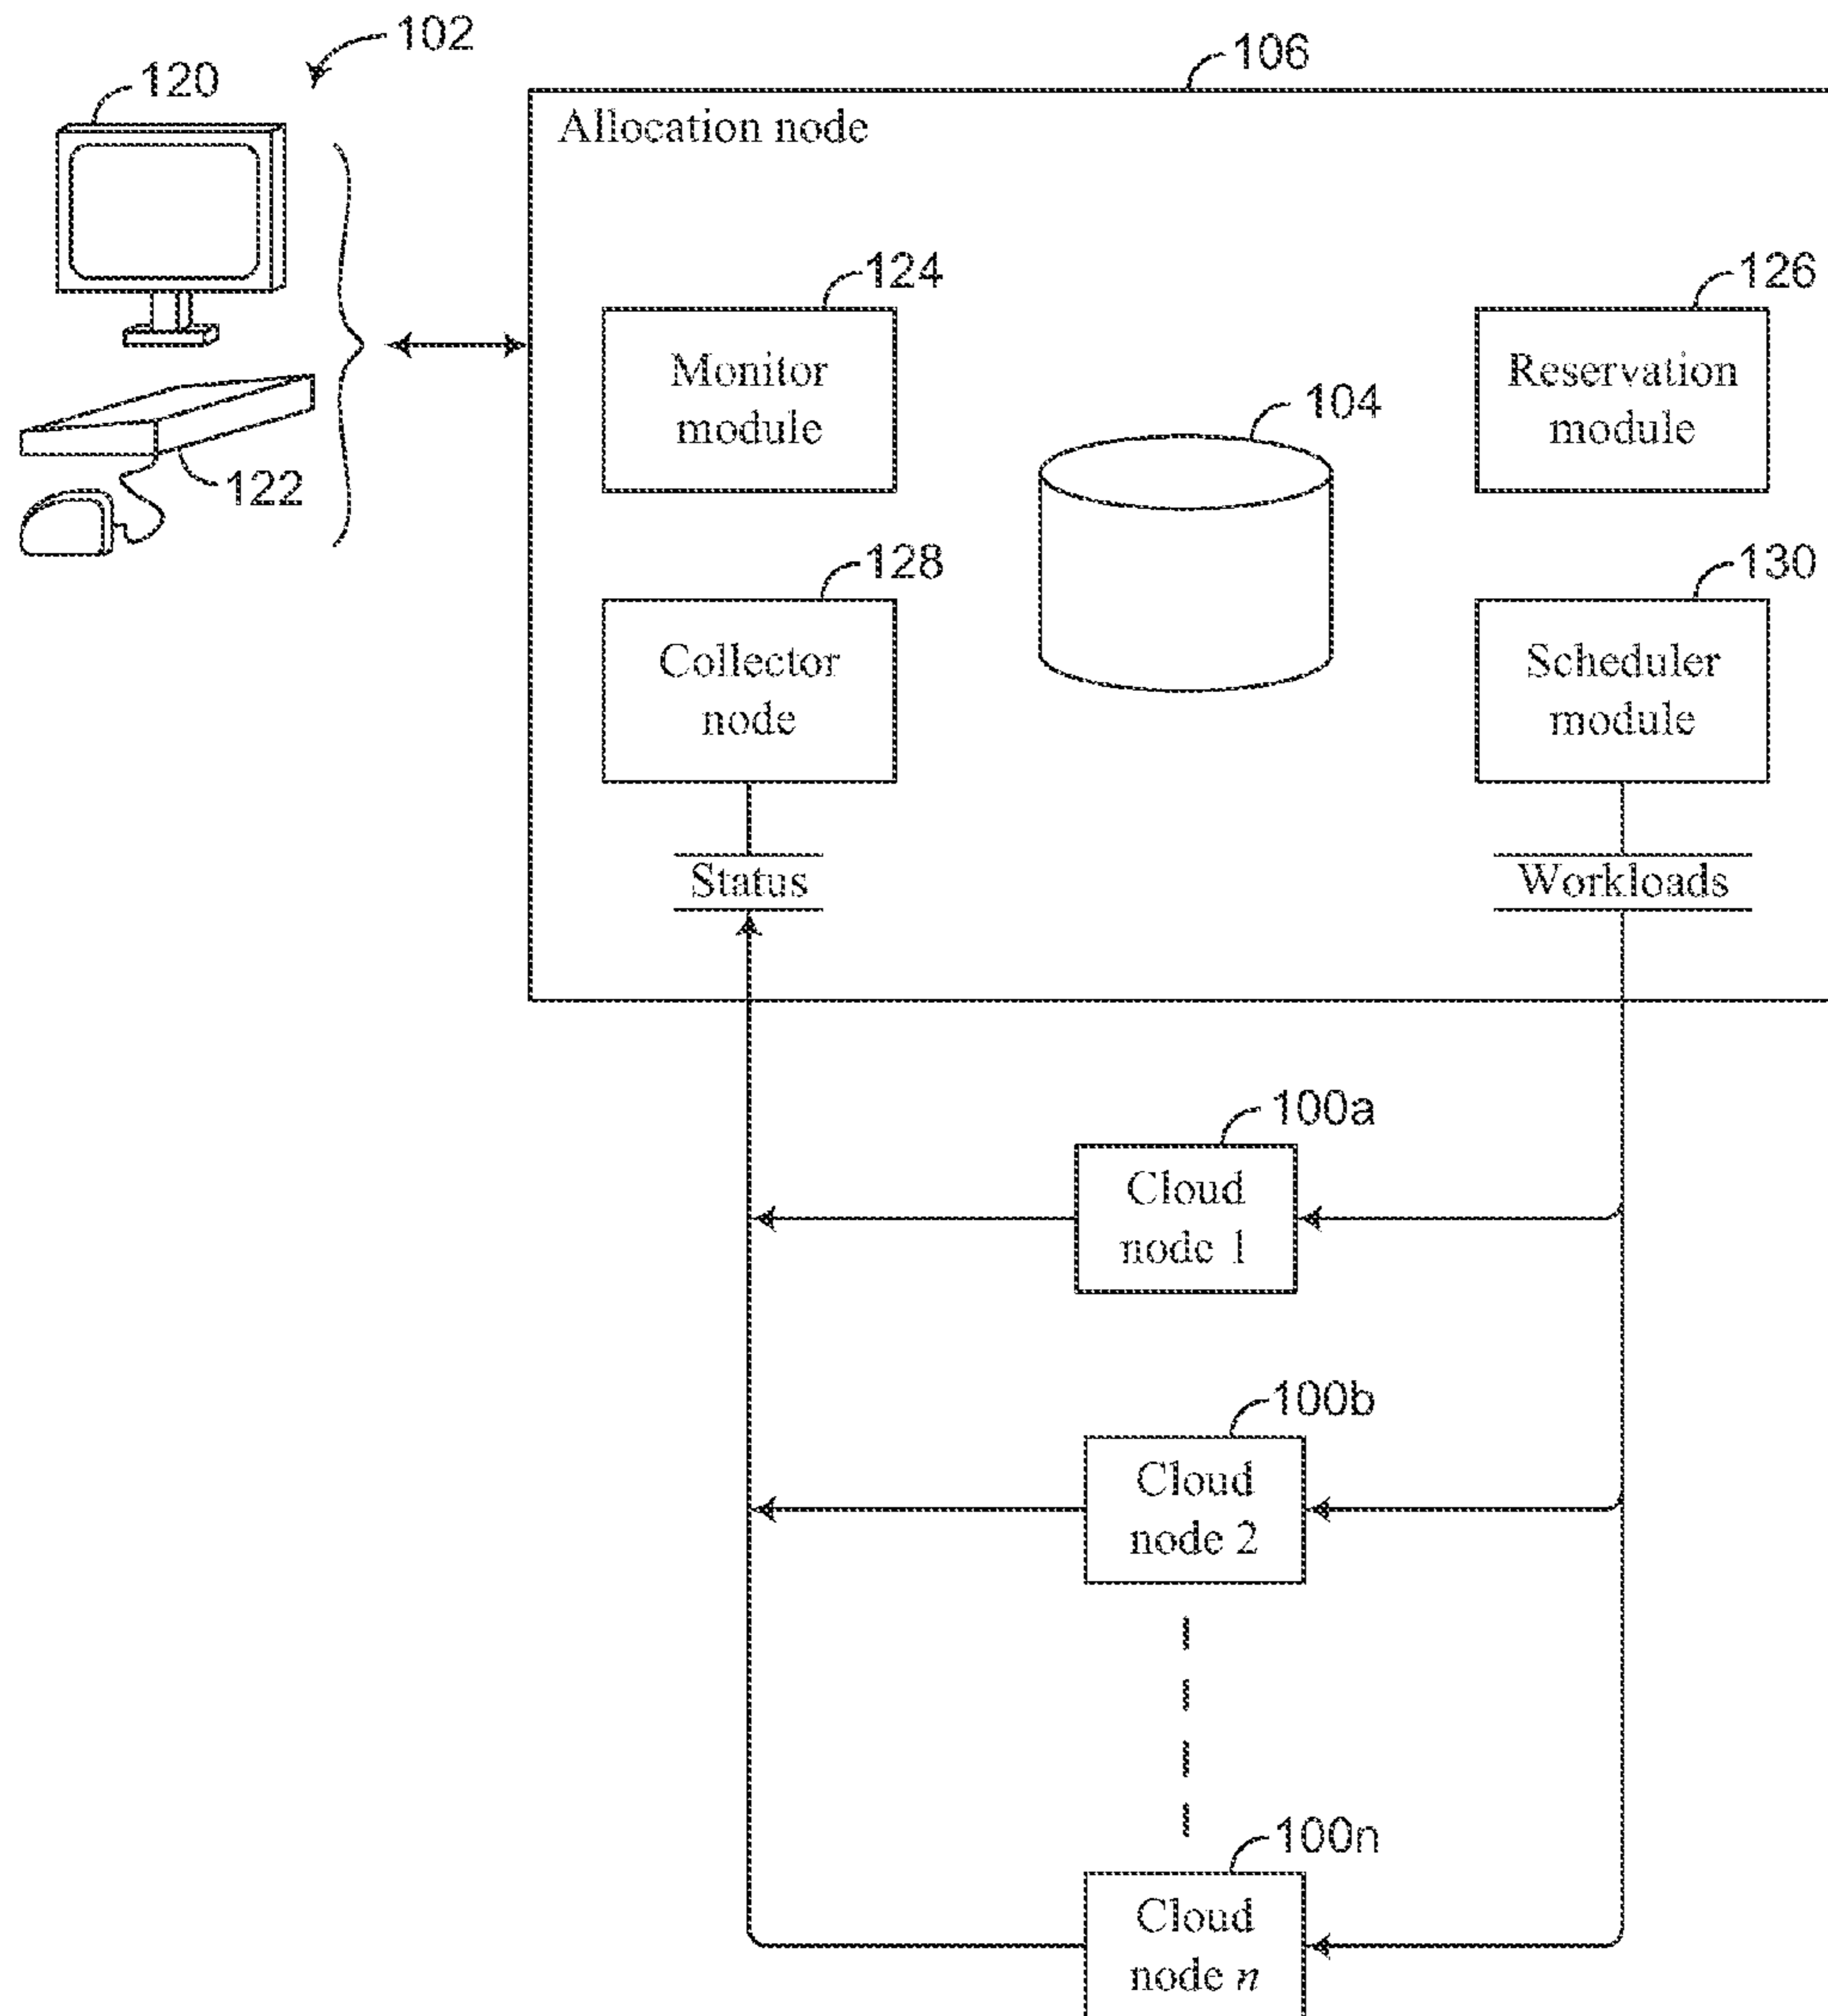 102
120
106
Allocation node
124
126
Monitor
module
Reservation
module
104
122
128
130
Collector
node
Scheduler
module
Status
Workloads
100a
Cloud
node 1
100b
Cloud
node 2
100n
Cloud
node n